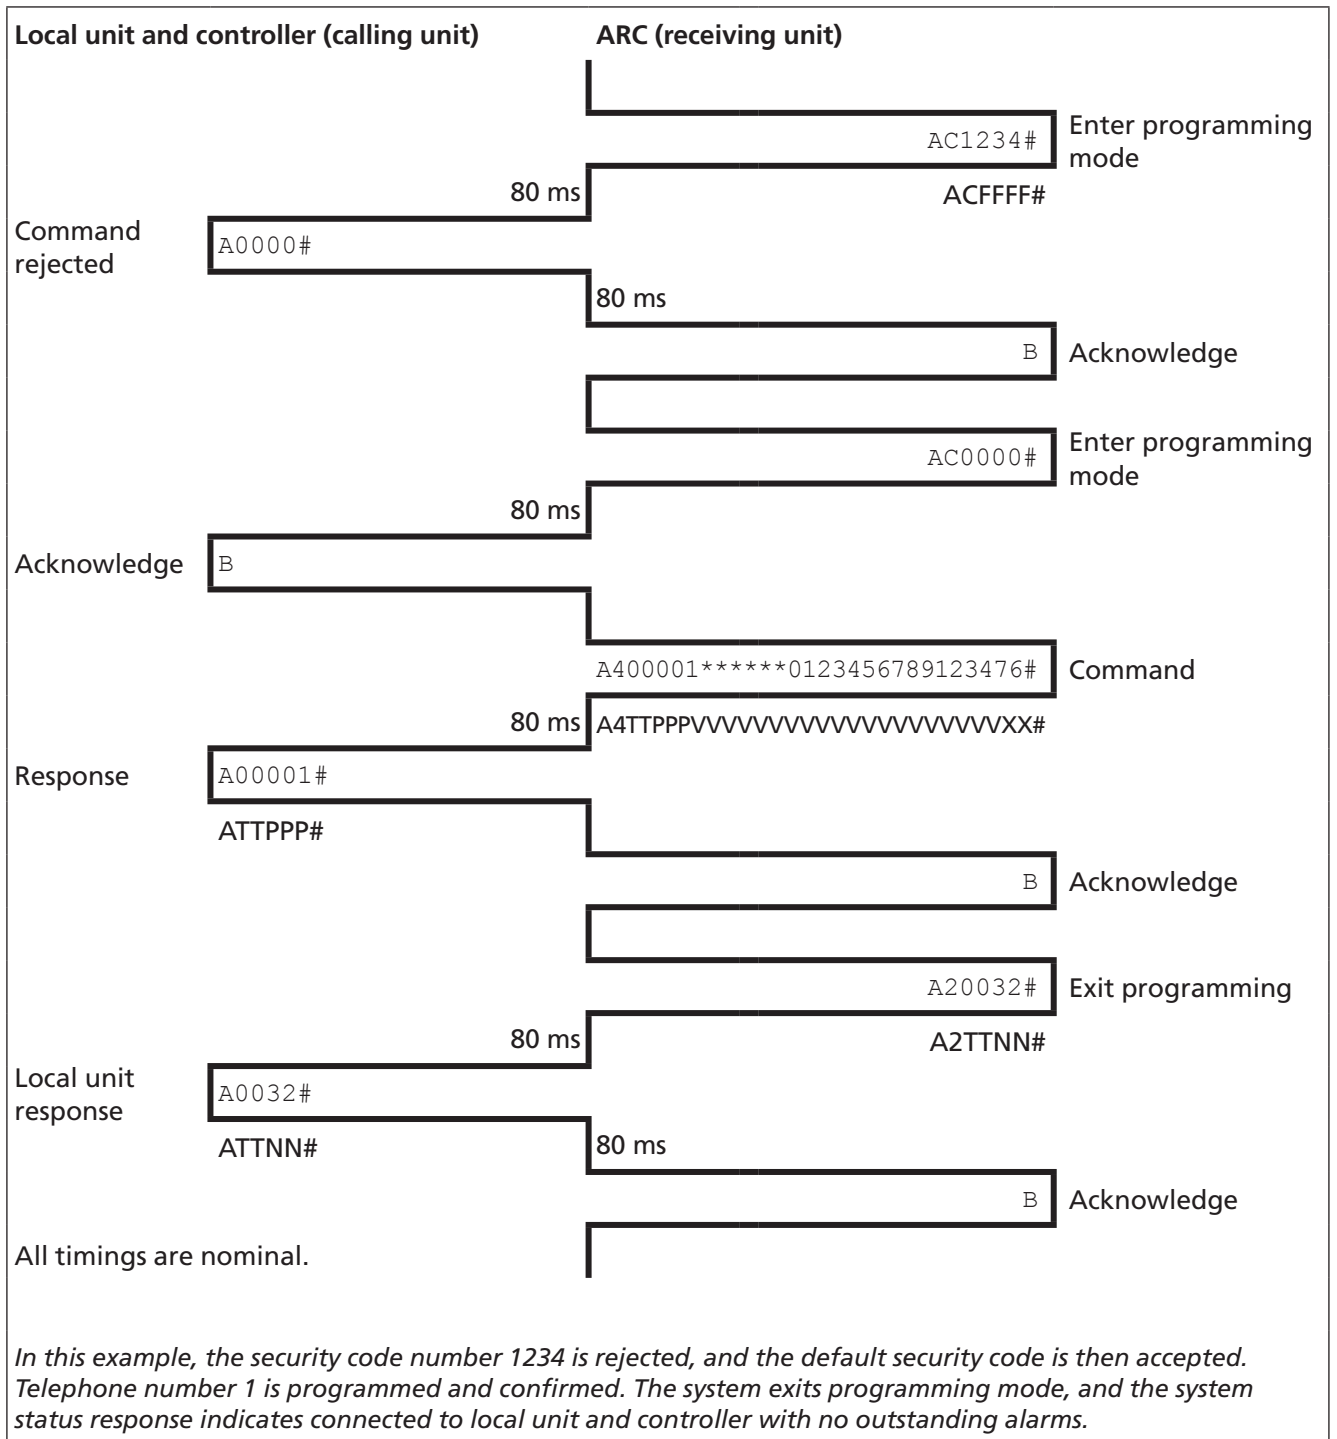 Local unit and controller (calling unit) ARC (receiving unit)
AC1234#
Enter programming
mode
80 ms
ACFFFF#
Command
rejected
A0000#
80 ms
B
Acknowledge
AC0000#
Enter programming
mode
80 ms
Acknowledge
B
A400001******0123456789123476#
Command
80 ms
A4TTPPPVVVVVVVVVVVVVVVVVVVVXX#
Response
A00001#
ATTPPP#
B
Acknowledge
A20032#
Exit programming
80 ms
A2TTNN#
Local unit
response
A0032#
ATTNN#
80 ms
B
Acknowledge
All timings are nominal.
In this example, the security code number 1234 is rejected, and the default security code is then accepted.
Telephone number 1 is programmed and confirmed. The system exits programming mode, and the system
status response indicates connected to local unit and controller with no outstanding alarms.